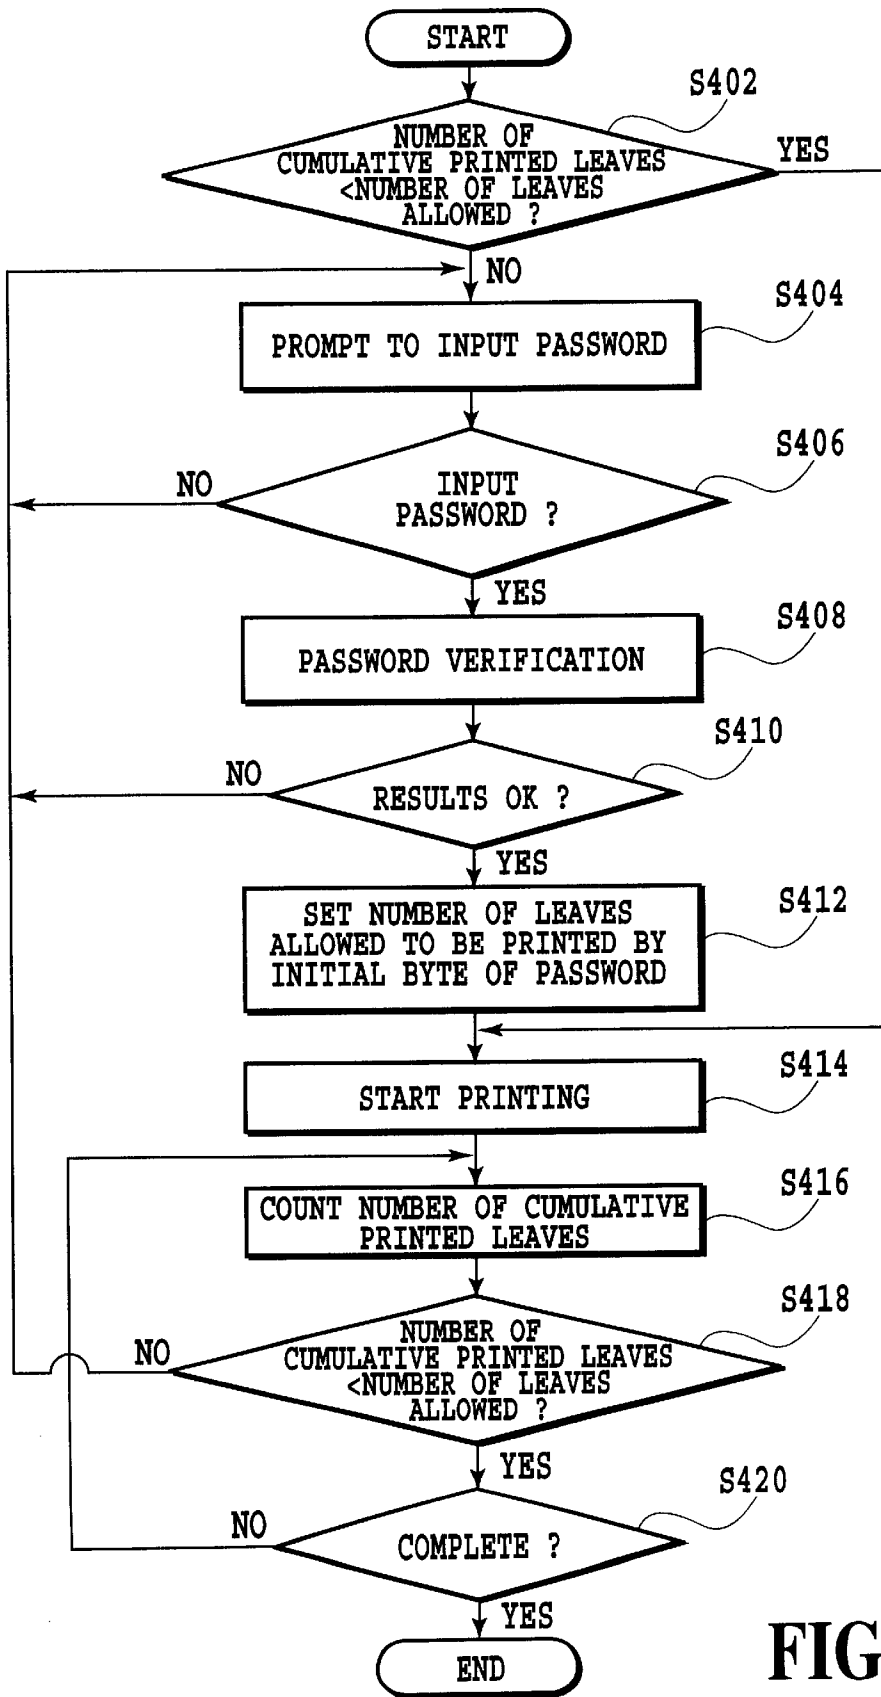 START
S402
NUMBER OF
CUMULATIVE PRINTED LEAVES
<NUMBER OF LEAVES
ALLOWED ?
YES
NO
S404
PROMPT TO INPUT PASSWORD
S406
NO
INPUT
PASSWORD ?
YES
S408
PASSWORD VERIFICATION
S410
NO
RESULTS OK ?
YES
S412
SET NUMBER OF LEAVES
ALLOWED TO BE PRINTED BY
INITIAL BYTE OF PASSWORD
S414
START PRINTING
S416
COUNT NUMBER OF CUMULATIVE
PRINTED LEAVES
S418
NO
NUMBER OF
CUMULATIVE PRINTED LEAVES
<NUMBER OF LEAVES
ALLOWED ?
YES
S420
NO
COMPLETE ?
YES
END
FIG